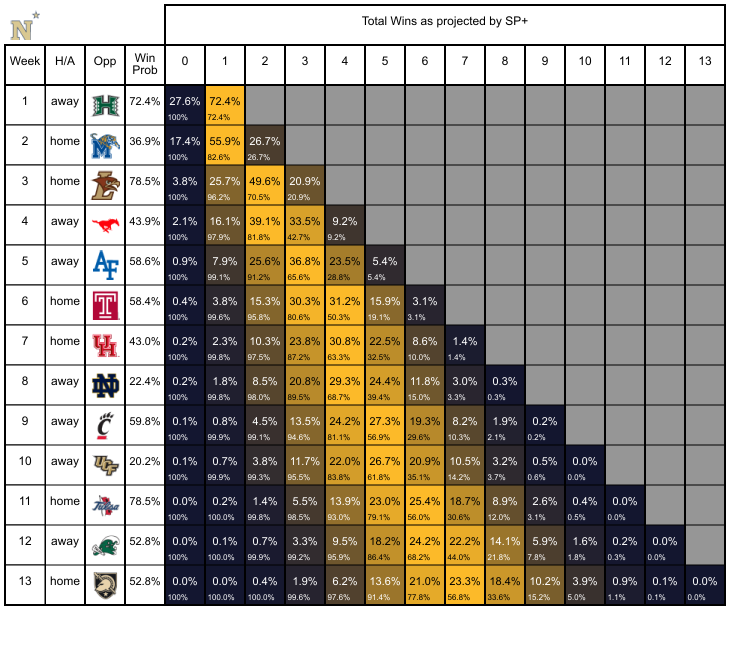 N
Total Wins as projected by SP+
Week H/A Opp Win Prob 0 1 2 3 4 5 6 7 8 9 10 11 12 13
1 away H 72.4% 27.6% 72.4%
100% 72.4%
2 home M 36.9% 17.4% 55.9% 26.7%
100% 82.6% 26.7%
3 home L 78.5% 3.8% 25.7% 49.6% 20.9%
100% 96.2% 70.5% 20.9%
4 away 43.9% 2.1% 16.1% 39.1% 33.5% 9.2%
100% 97.9% 81.8% 42.7% 9.2%
5 away AF 58.6% 0.9% 7.9% 25.6% 36.8% 23.5% 5.4%
100% 99.1% 91.2% 65.6% 28.8% 5.4%
6 home T 58.4% 0.4% 3.8% 15.3% 30.3% 31.2% 15.9% 3.1%
100% 99.6% 95.8% 80.6% 50.3% 19.1% 3.1%
7 home UH 43.0% 0.2% 2.3% 10.3% 23.8% 30.8% 22.5% 8.6% 1.4%
100% 99.8% 97.5% 87.2% 63.3% 32.5% 10.0% 1.4%
8 away ND 22.4% 0.2% 1.8% 8.5% 20.8% 29.3% 24.4% 11.8% 3.0% 0.3%
100% 99.8% 98.0% 89.5% 68.7% 39.4% 15.0% 3.3% 0.3%
9 away C 59.8% 0.1% 0.8% 4.5% 13.5% 24.2% 27.3% 19.3% 8.2% 1.9% 0.2%
100% 99.9% 99.1% 94.6% 81.1% 56.9% 29.6% 10.3% 2.1% 0.2%
10 away UCF 20.2% 0.1% 0.7% 3.8% 11.7% 22.0% 26.7% 20.9% 10.5% 3.2% 0.5% 0.0%
100% 99.9% 99.3% 95.5% 83.8% 61.8% 35.1% 14.2% 3.7% 0.6% 0.0%
11 home Tulsa 78.5% 0.0% 0.2% 1.4% 5.5% 13.9% 23.0% 25.4% 18.7% 8.9% 2.6% 0.4% 0.0%
100% 100.0% 99.8% 98.5% 93.0% 79.1% 56.0% 30.6% 12.0% 3.1% 0.5% 0.0%
12 away 52.8% 0.0% 0.1% 0.7% 3.3% 9.5% 18.2% 24.2% 22.2% 14.1% 5.9% 1.6% 0.2% 0.0%
100% 100.0% 99.9% 99.2% 95.9% 86.4% 68.2% 44.0% 21.8% 7.8% 1.8% 0.3% 0.0%
13 home 52.8% 0.0% 0.0% 0.4% 1.9% 6.2% 13.6% 21.0% 23.3% 18.4% 10.2% 3.9% 0.9% 0.1% 0.0%
100% 100.0% 100.0% 99.6% 97.6% 91.4% 77.8% 56.8% 33.6% 15.2% 5.0% 1.1% 0.1% 0.0%